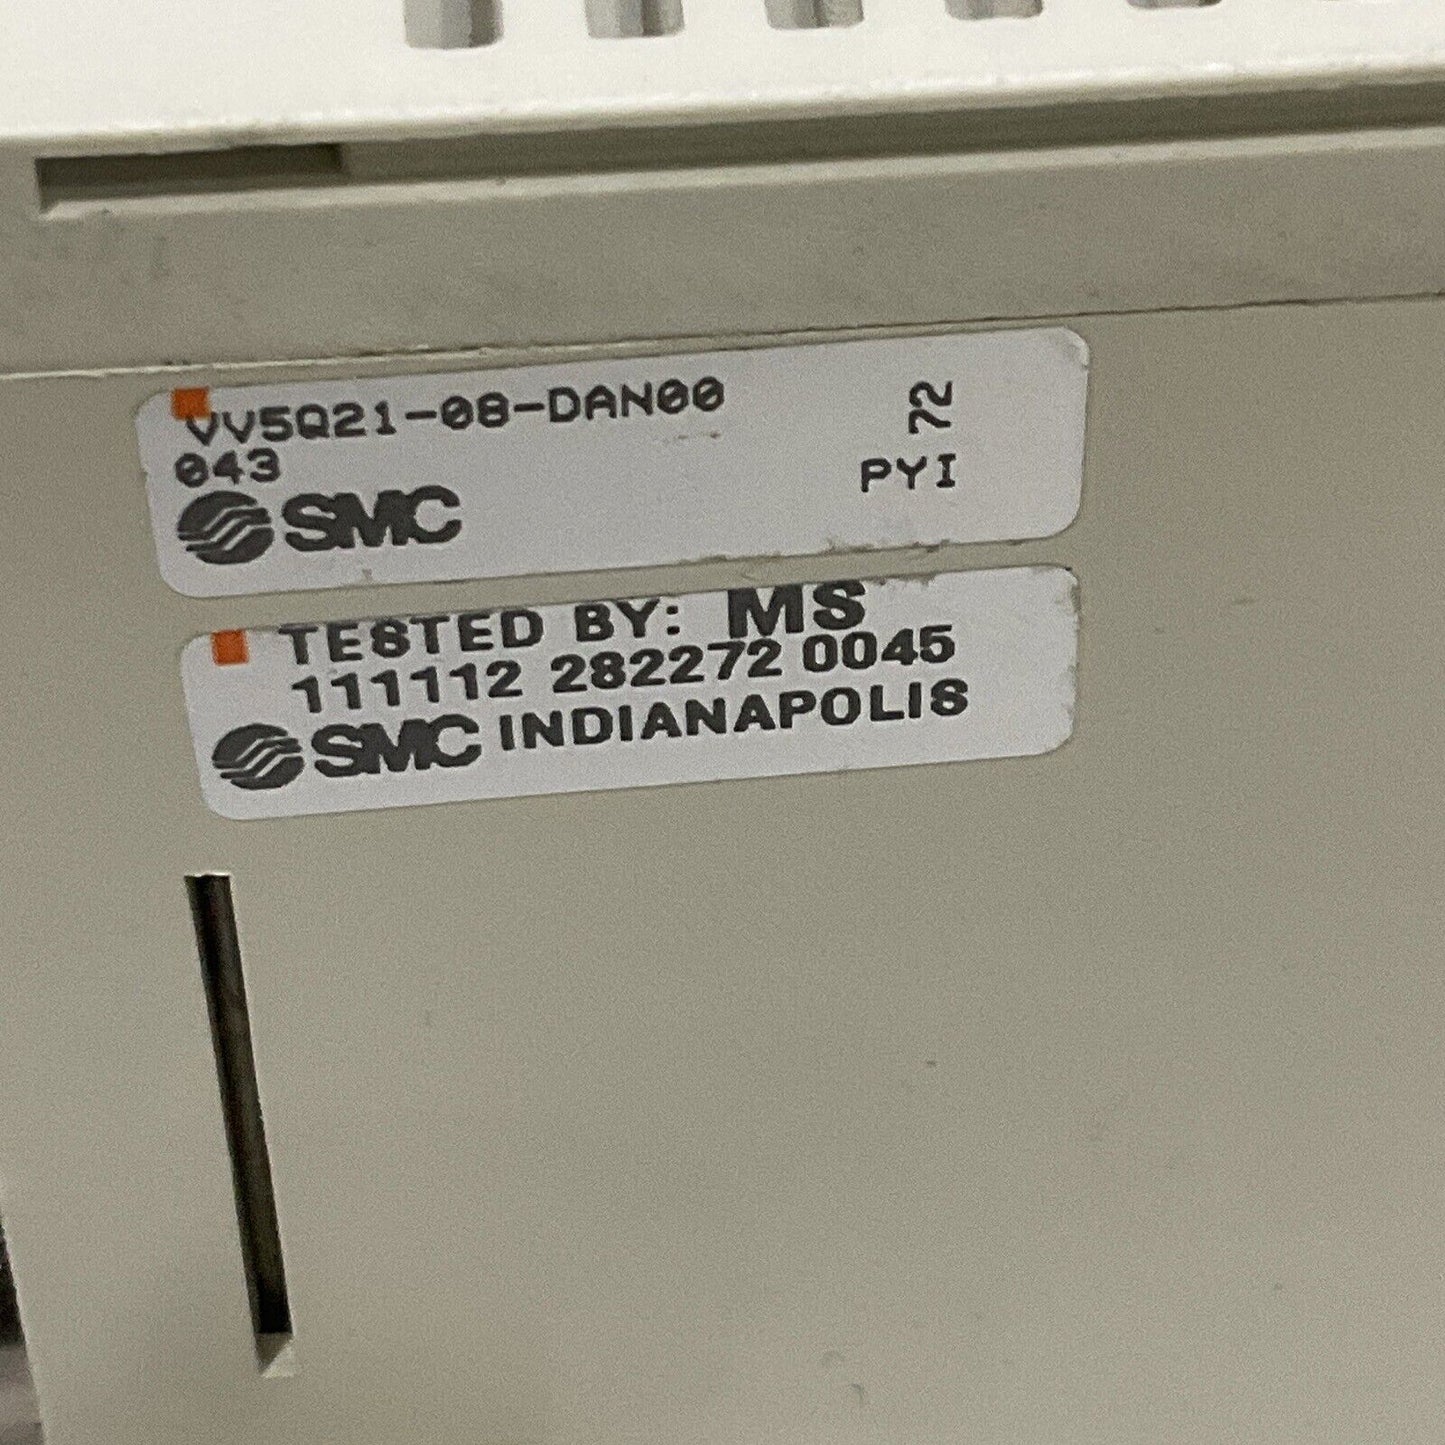 VV5Q21-08-DAN00
72
043
PYI
SMC
TESTED BY: MS
111112 282272 0045
SMC INDIANAPOLIS